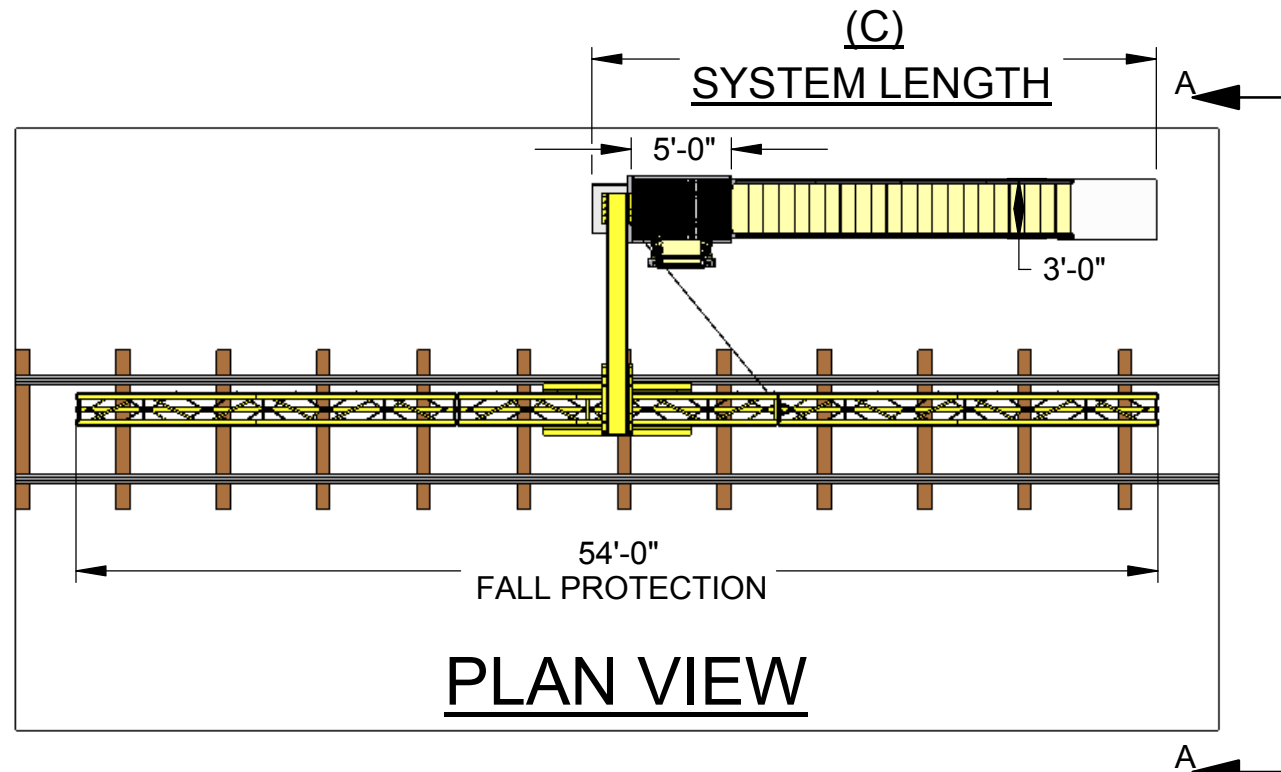 (C)
SYSTEM LENGTH
A
5'-0"
3'-0"
54'-0"
FALL PROTECTION
PLAN VIEW
A